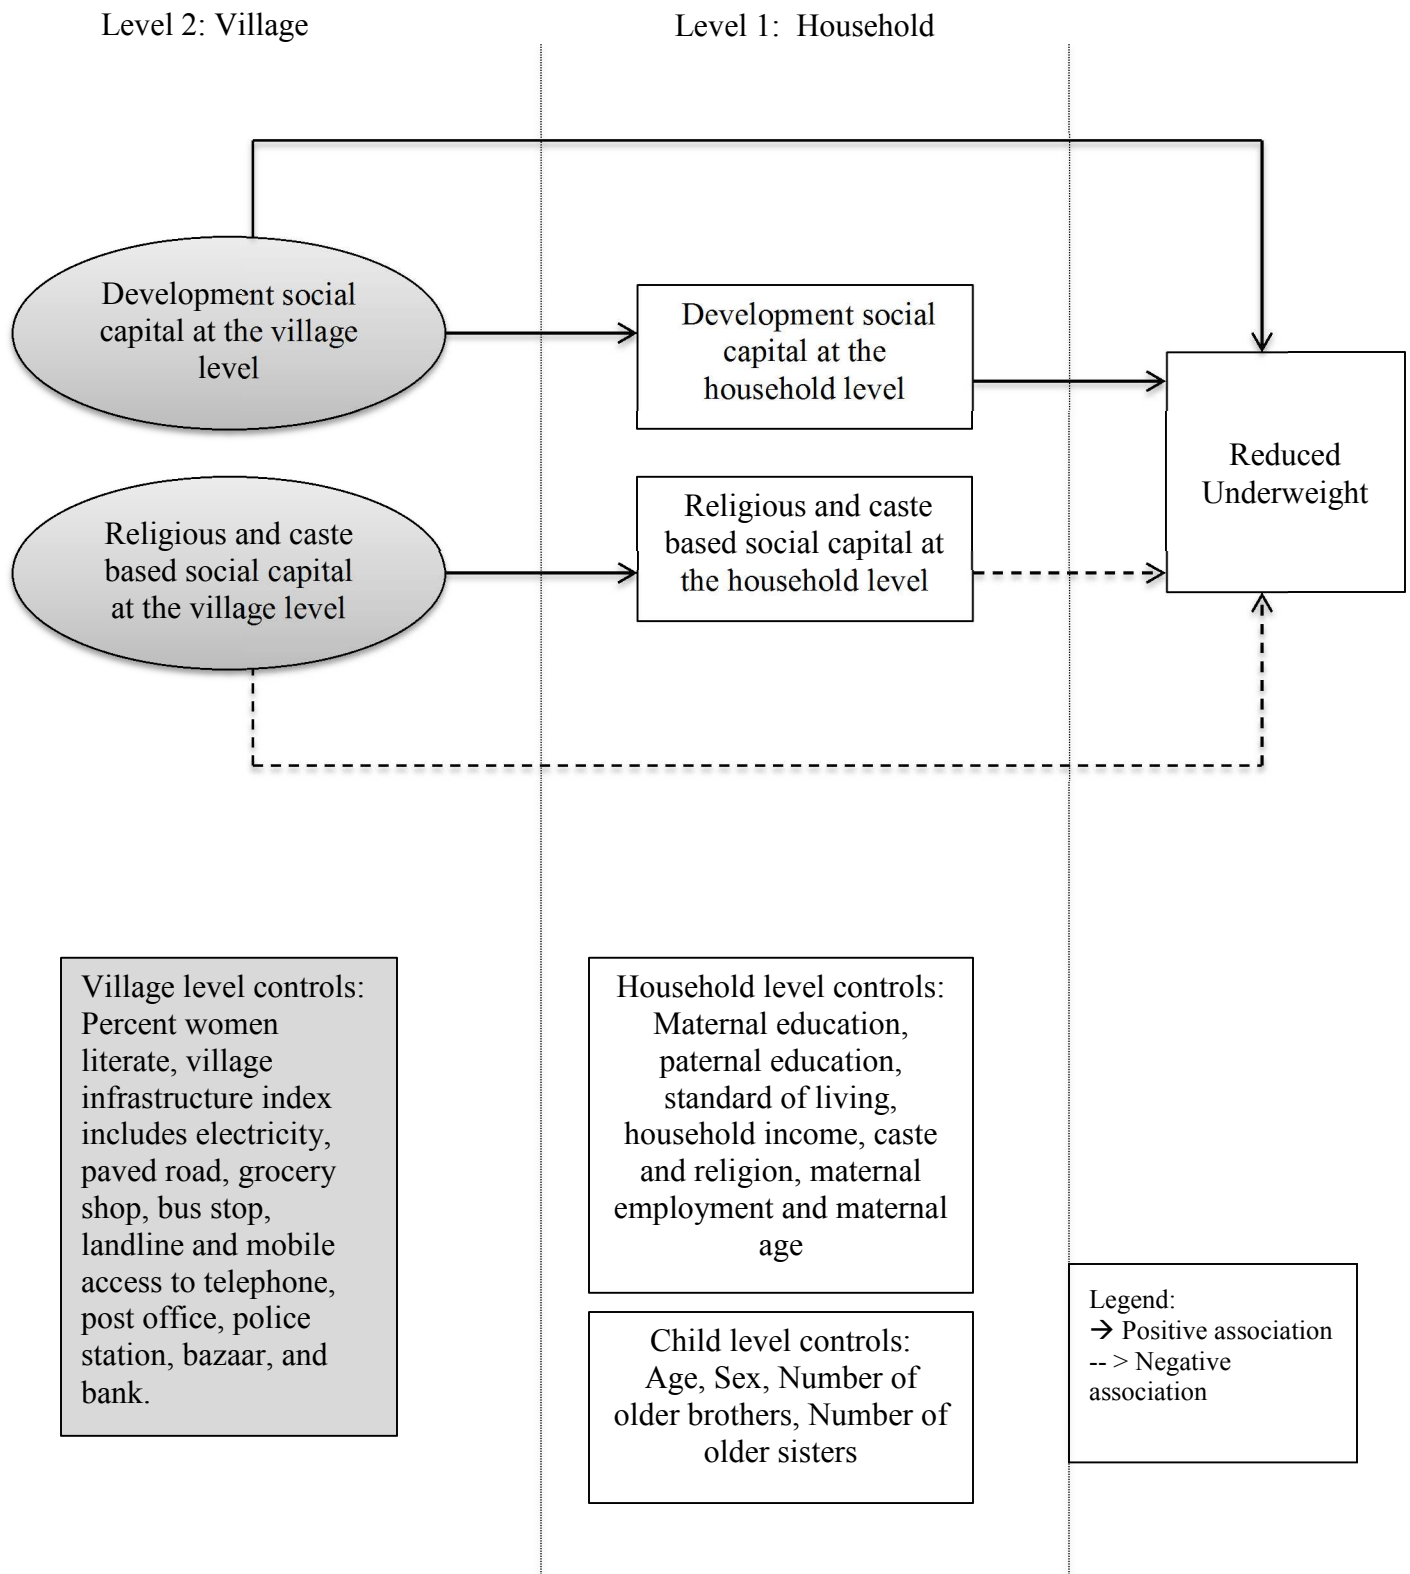 Level 2: Village
Level 1:  Household
Development social
capital at the village
level
Development social
capital at the
household level
Reduced
Underweight
Religious and caste
based social capital
at the village level
Religious and caste
based social capital at
the household level
Village level controls:
Percent women
literate, village
infrastructure index
includes electricity,
paved road, grocery
shop, bus stop,
landline and mobile
access to telephone,
post office, police
station, bazaar, and
bank.
Household level controls:
Maternal education,
paternal education,
standard of living,
household income, caste
and religion, maternal
employment and maternal
age
Child level controls:
Age, Sex, Number of
older brothers, Number of
older sisters
Legend:
→ Positive association
-- > Negative
association